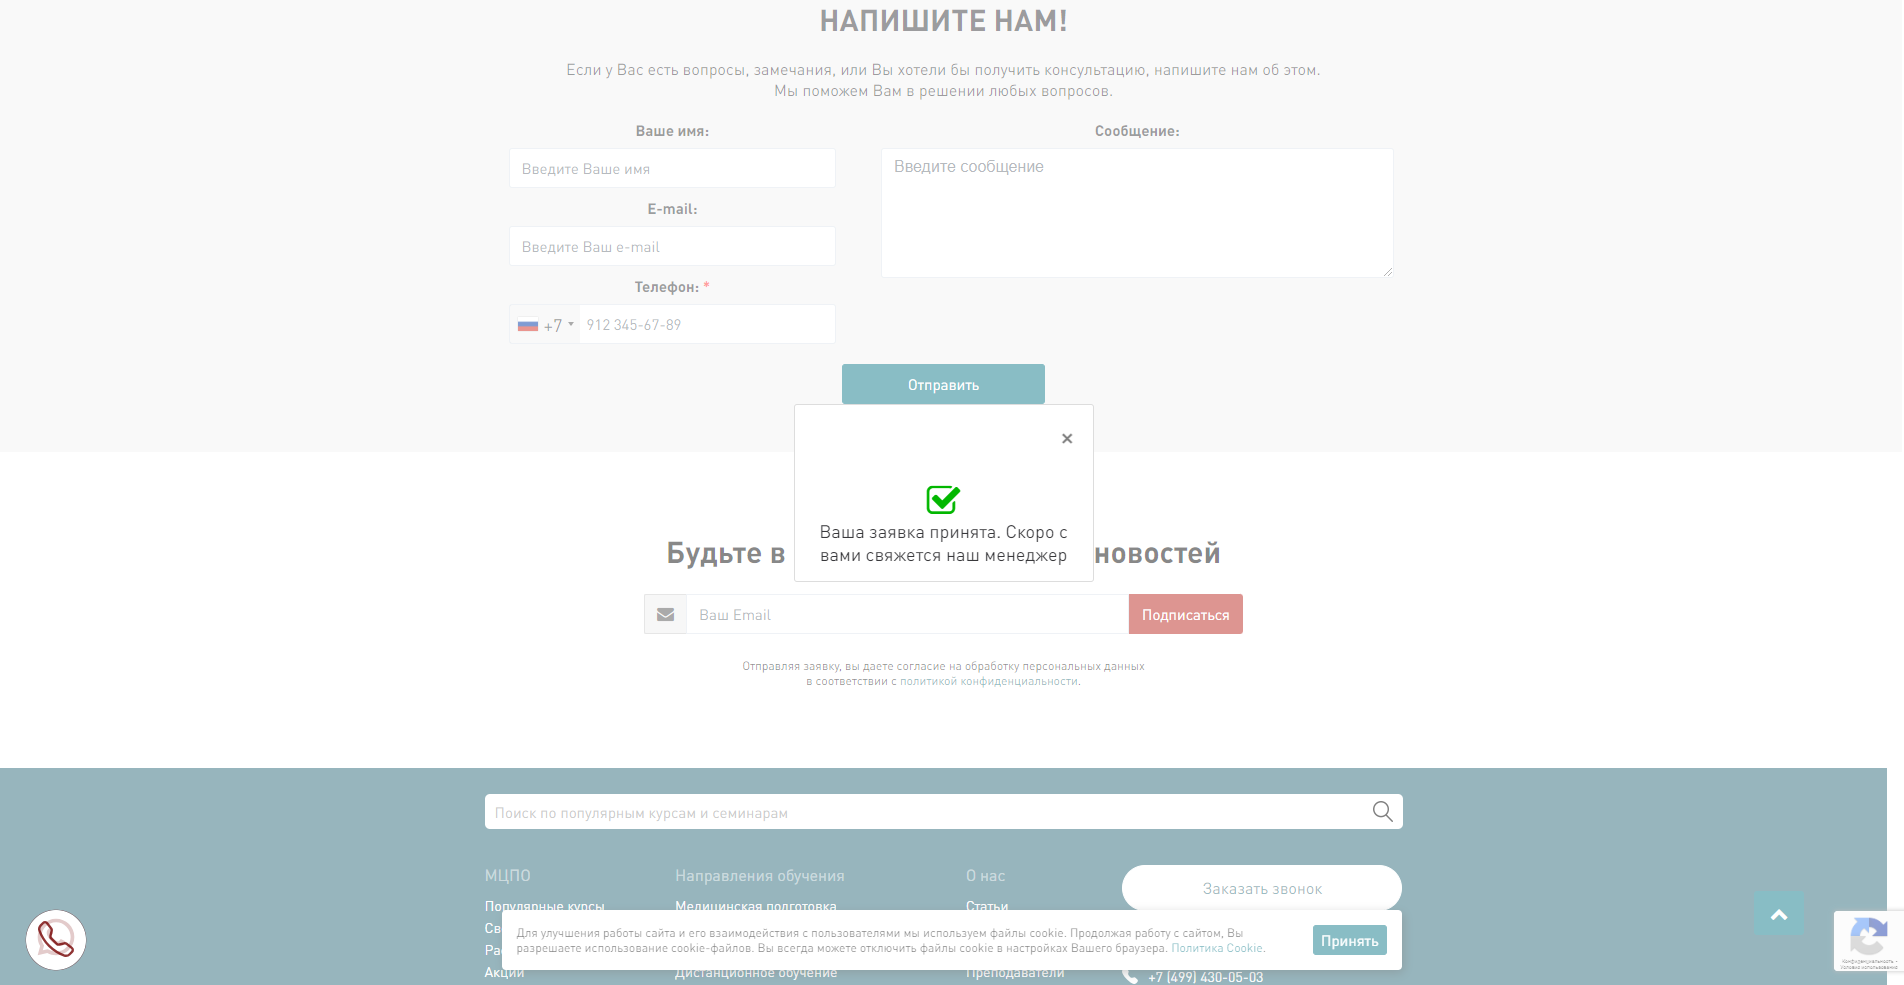 НАПИШИТЕ НАМ!
Если у Вас есть вопросы, замечания, или Вы хотели бы получить консультацию, напишите нам об этом.
Мы поможем Вам в решении любых вопросов.
Ваше имя:
Введите Ваше имя
E-mail:
Введите Ваш e-mail
Телефон: *
+7
912 345-67-89
Сообщение:
Введите сообщение
Отправить
×
Ваша заявка принята. Скоро с
вами свяжется наш менеджер
Будьте в новостей
Ваш Email
Подписаться
Отправляя заявку, вы даете согласие на обработку персональных данных
в соответствии с политикой конфиденциальности.
Поиск по популярным курсам и семинарам
МЦПО
Популярные курсы
Акции
Направления обучения
Медицинская подготовка
Дистанционное обучение
О нас
Статьи
Преподаватели
Заказать звонок
+7 (499) 430-05-03
Для улучшения работы сайта и его взаимодействия с пользователями мы используем файлы cookie. Продолжая работу с сайтом, Вы
разрешаете использование cookie-файлов. Вы всегда можете отключить файлы cookie в настройках Вашего браузера. Политика Cookie.
Принять
Конфиденциальность -
Условия использования